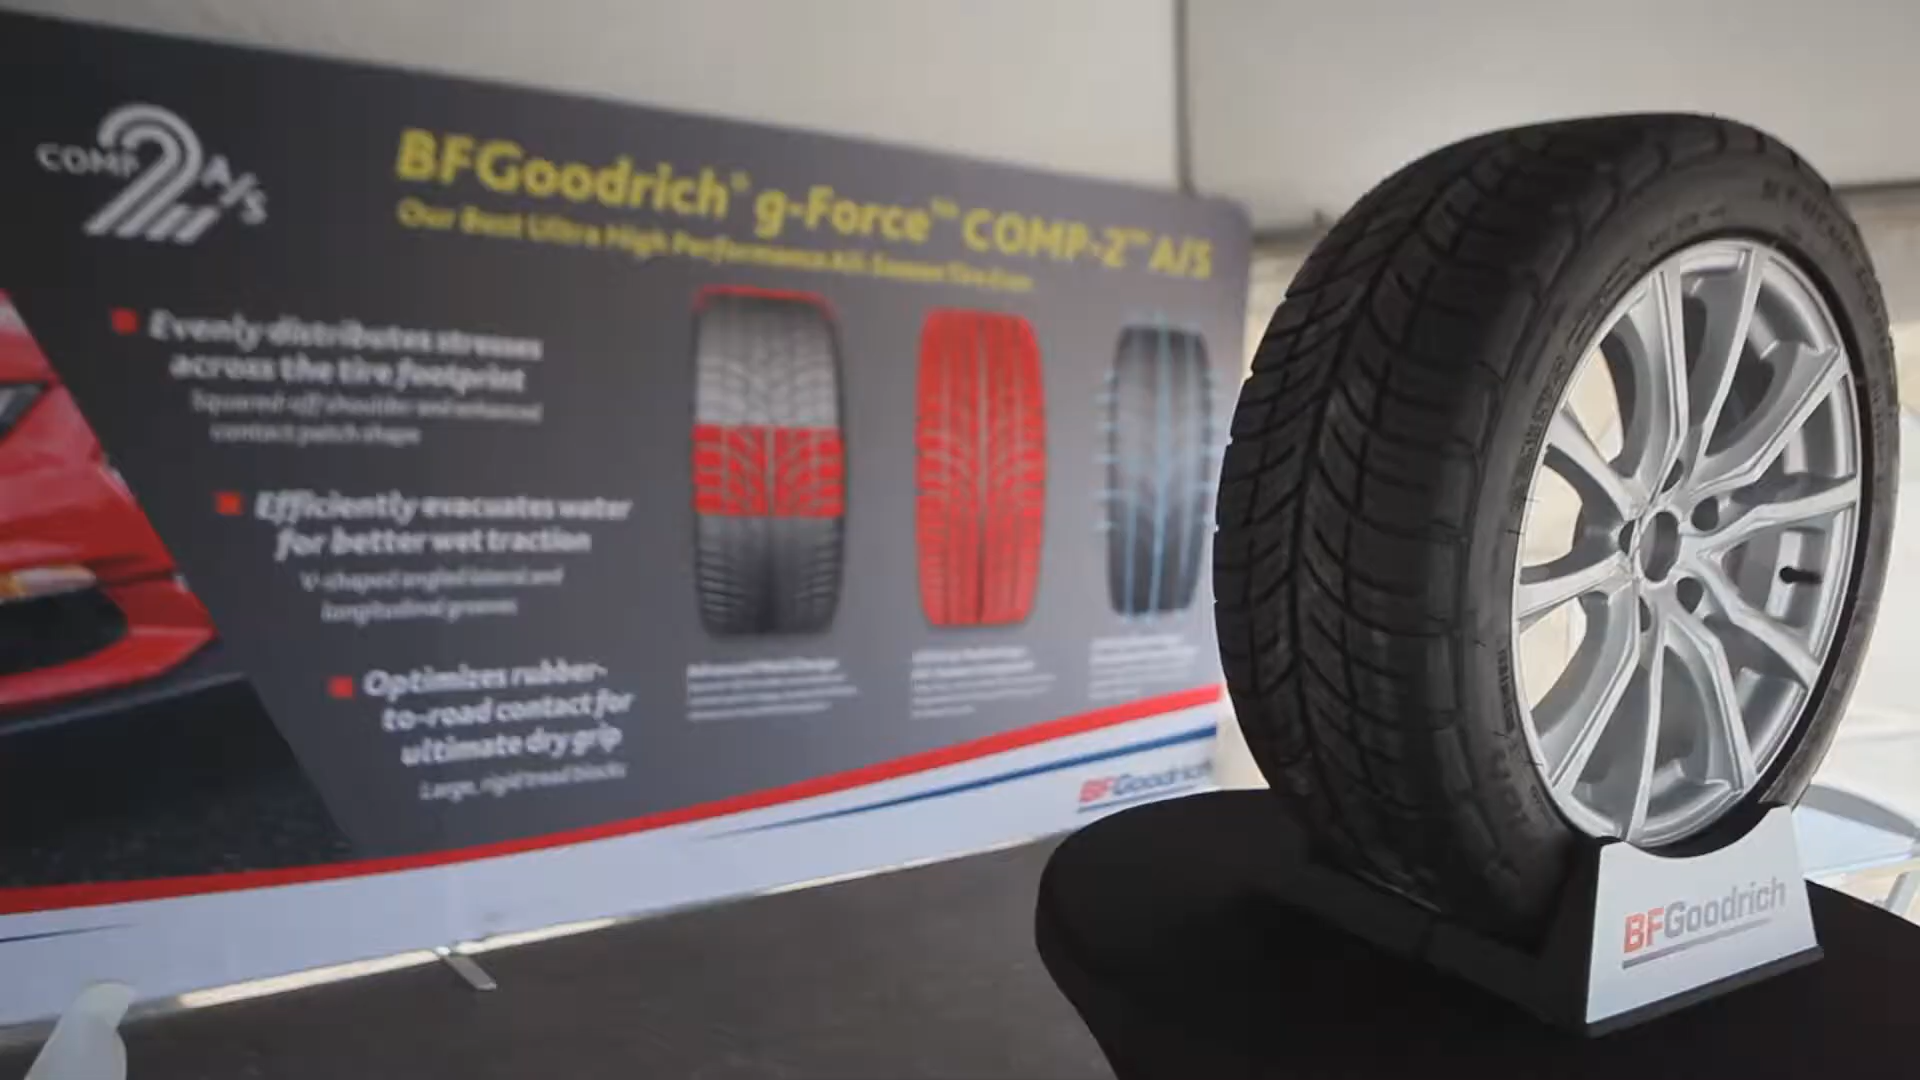 COMP 2 A/S
BFGoodrich® g-Force™ COMP-2™ A/S
Our Best Ultra High Performance All-Season Tire Ever
Evenly distributes stresses
across the tire footprint
Squared-off shoulder and enhanced
contact patch shape
Efficiently evacuates water
for better wet traction
V-shaped angled lateral and
longitudinal grooves
Optimizes rubber-
to-road contact for
ultimate dry grip
Large, rigid tread blocks
BFGoodrich
BFGoodrich